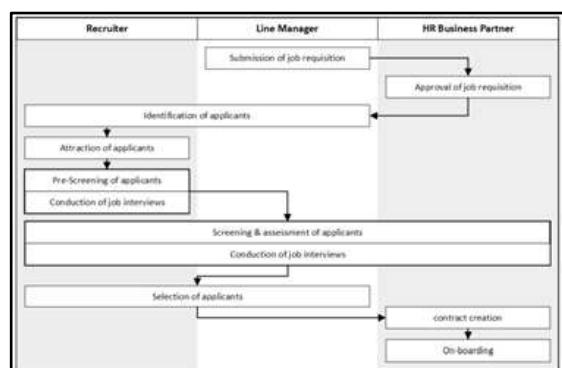 Recruiter Line Manager HR Business Partner
Submission of job requisition
Approval of job requisition
Identification of applicants
Attraction of applicants
Pre-Screening of applicants
Conduction of job interviews
Screening & assessment of applicants
Conduction of job interviews
Selection of applicants
contract creation
On-boarding